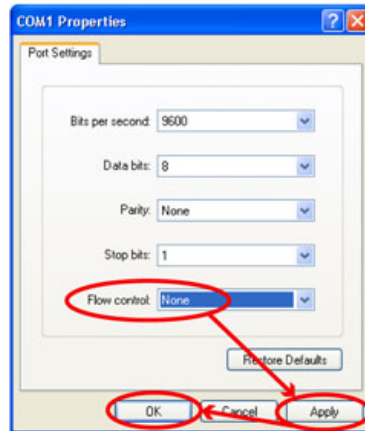 COM1 Properties
Port Settings
Bits per second: 9600
Data bits: 8
Parity: None
Stop bits: 1
Flow control: None
Restore Defaults
OK Cancel Apply